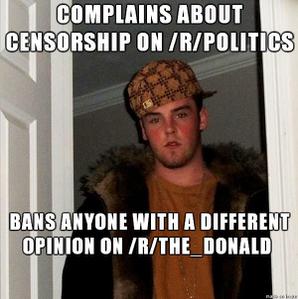 COMPLAINS ABOUT
CENSORSHIP ON /R/POLITICS
BANS ANYONE WITH A DIFFERENT
OPINION ON /R/THE_DONALD